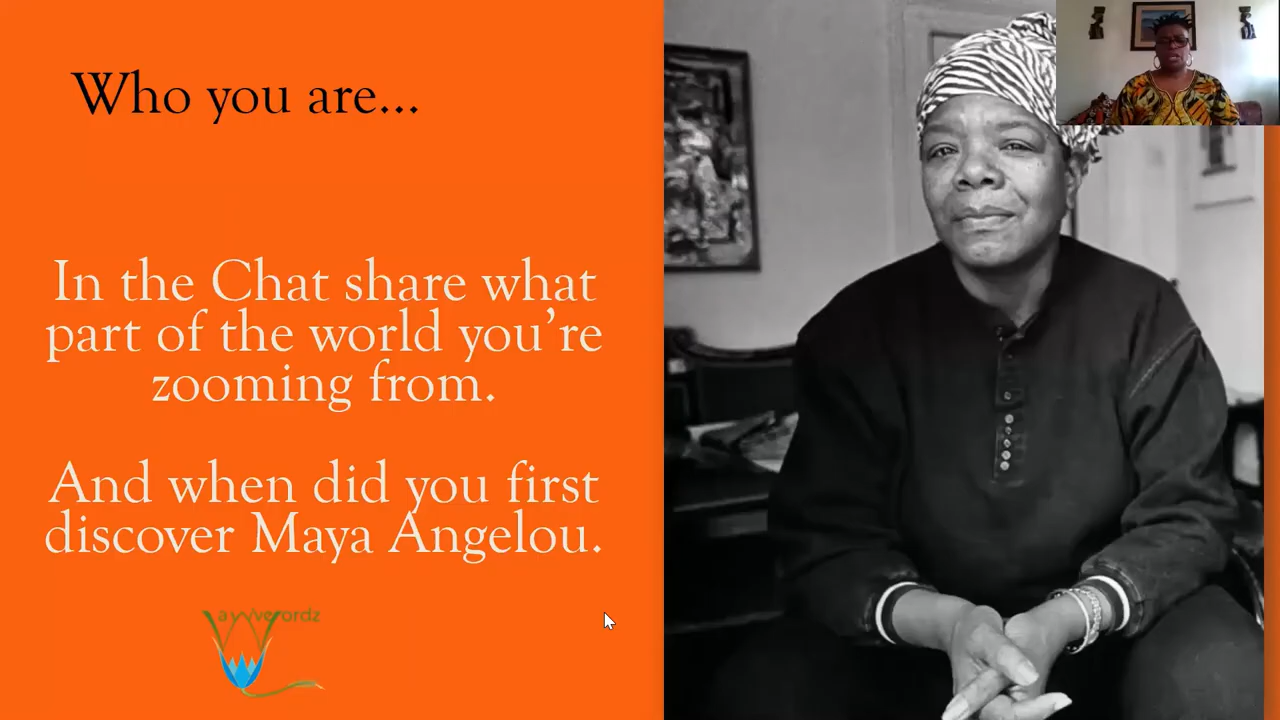 Who you are...
In the Chat share what
part of the world you're
zooming from.
And when did you first
discover Maya Angelou.